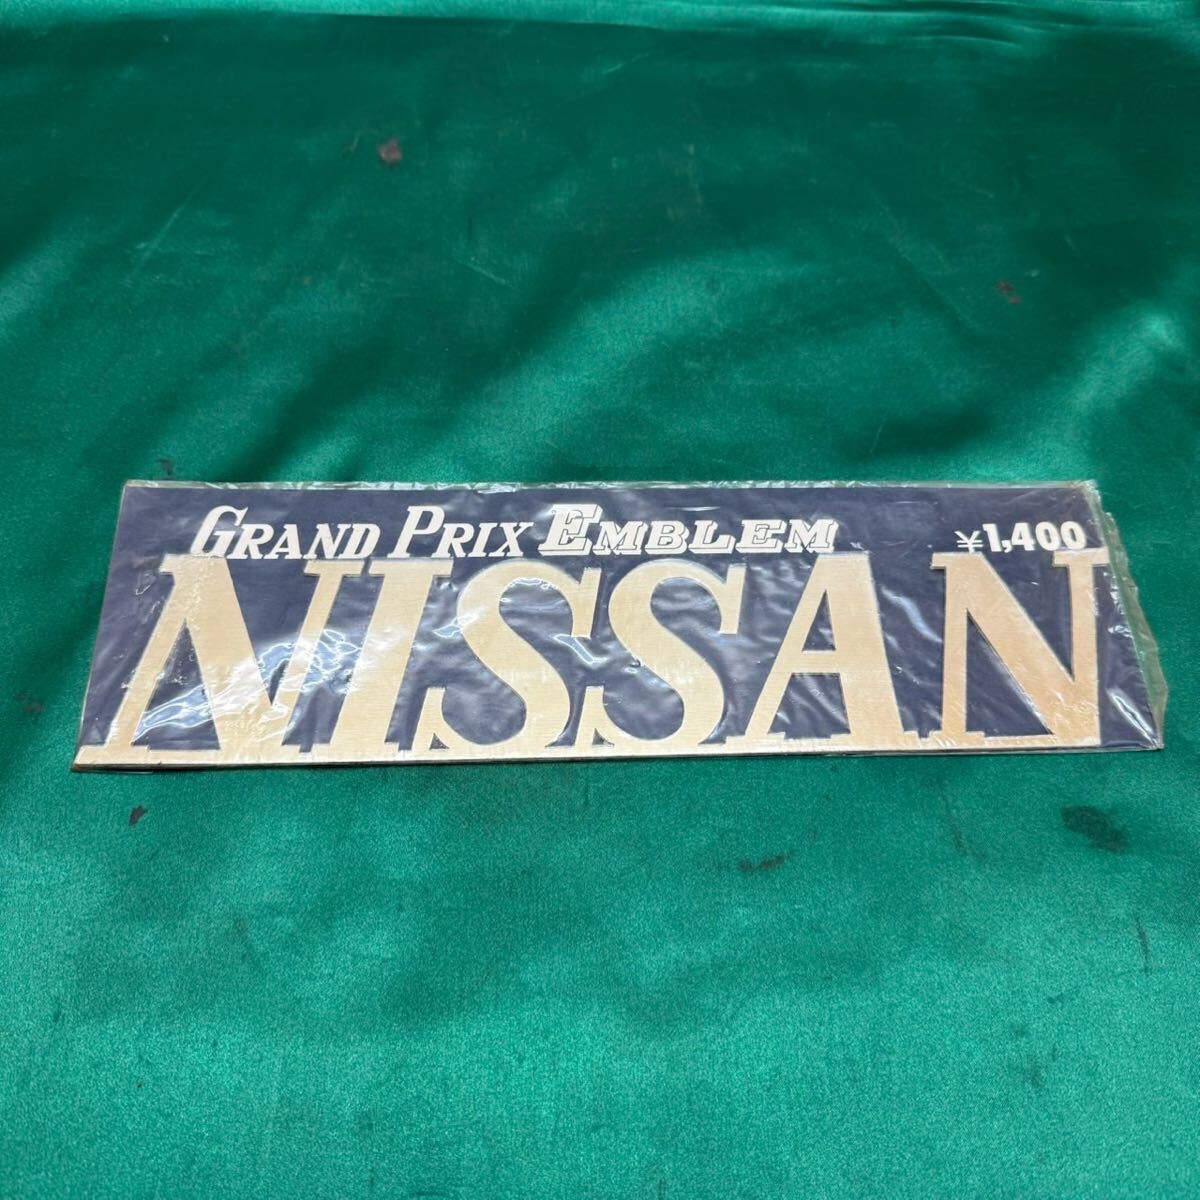 GRAND PRIX EMBLEM ¥1,400
NISSAN